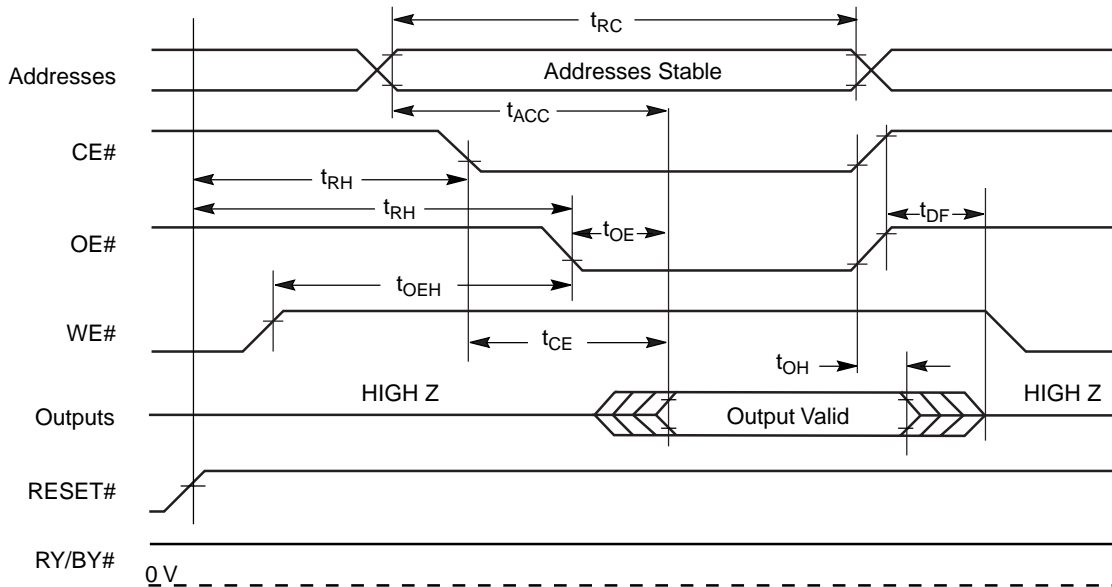 tRC
Addresses
Addresses Stable
tACC
CE#
tRH
tRH
tDF
OE#
tOE
tOEH
WE#
tCE
tOH
HIGH Z
HIGH Z
Outputs
Output Valid
RESET#
RY/BY#
0 V